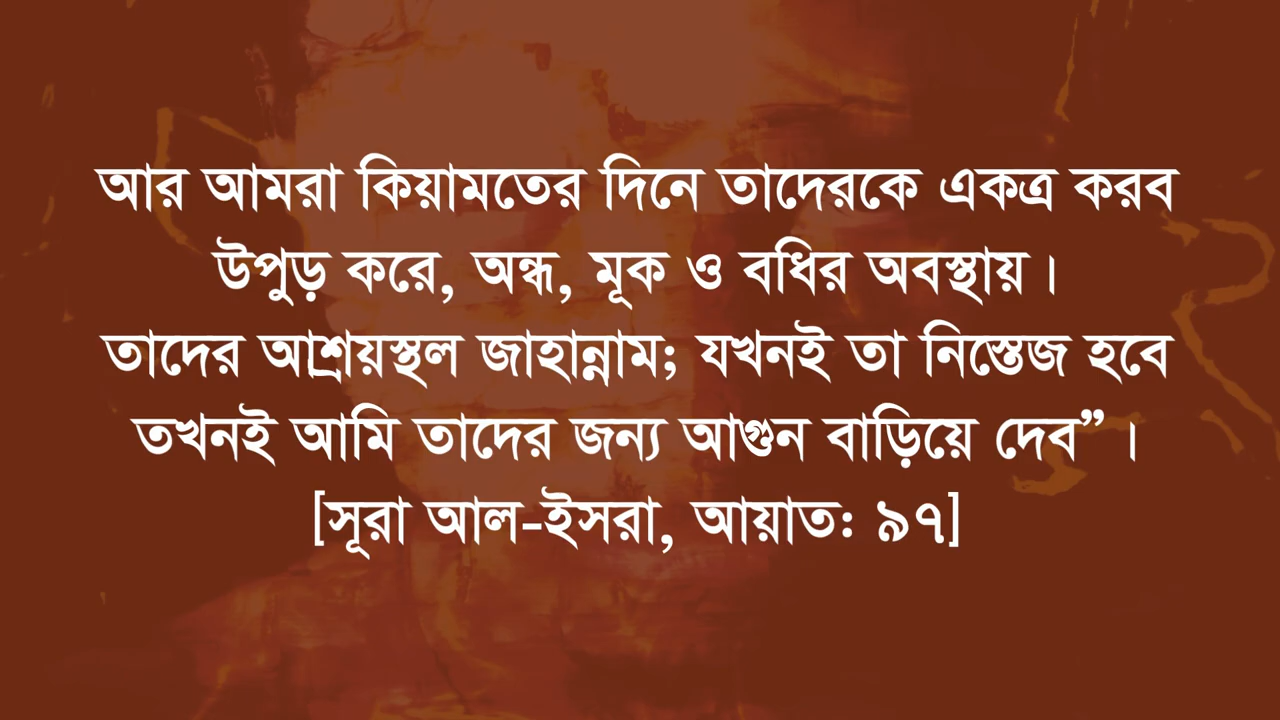 আর আমরা কিয়ামতের দিনে তাদেরকে একত্র করব
উপুড় করে, অন্ধ, মূক ও বধির অবস্থায়।
তাদের আশ্রয়স্থল জাহান্নাম; যখনই তা নিস্তেজ হবে
তখনই আমি তাদের জন্য আগুন বাড়িয়ে দেব”।
[সূরা আল-ইসরা, আয়াত: ৯৭]